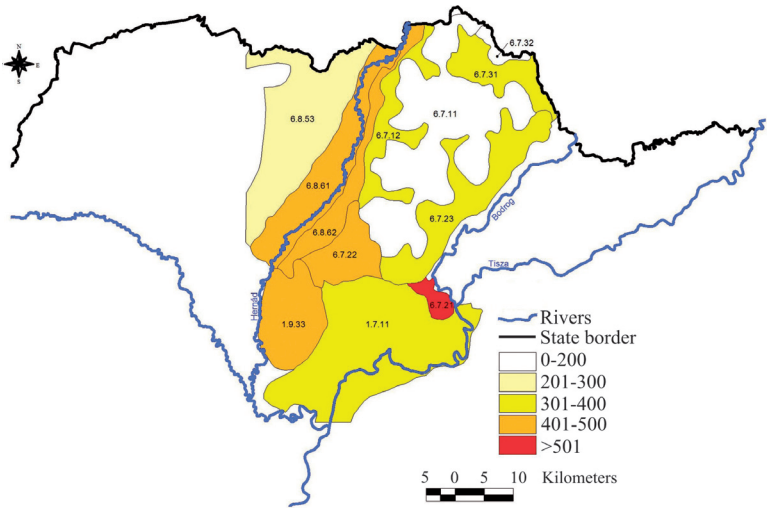 N
W
E
S
6.7.32
6.7.31
6.8.53
6.7.11
6.7.12
6.8.61
6.7.23
Bodrog
6.8.62
6.7.22
Tisza
Hernád
6.7.21
1.9.33
1.7.11
Rivers
State border
0-200
201-300
301-400
401-500
>501
5 0 5 10 Kilometers